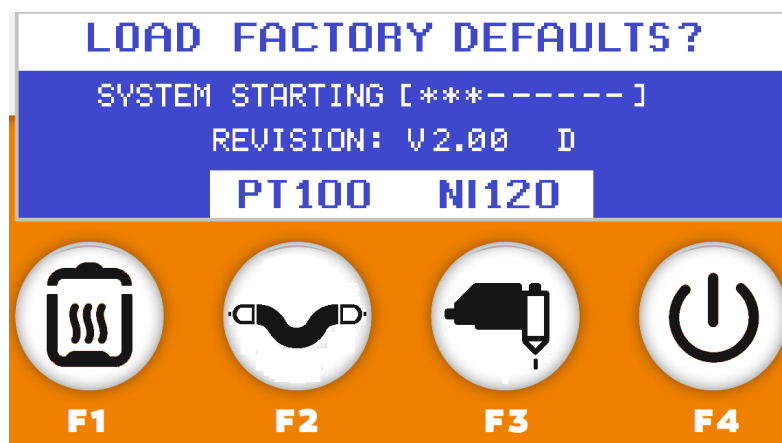 LOAD FACTORY DEFAULTS?
SYSTEM STARTING [***------]
REVISION: V2.00 D
PT100 NI120
F1 F2 F3 F4